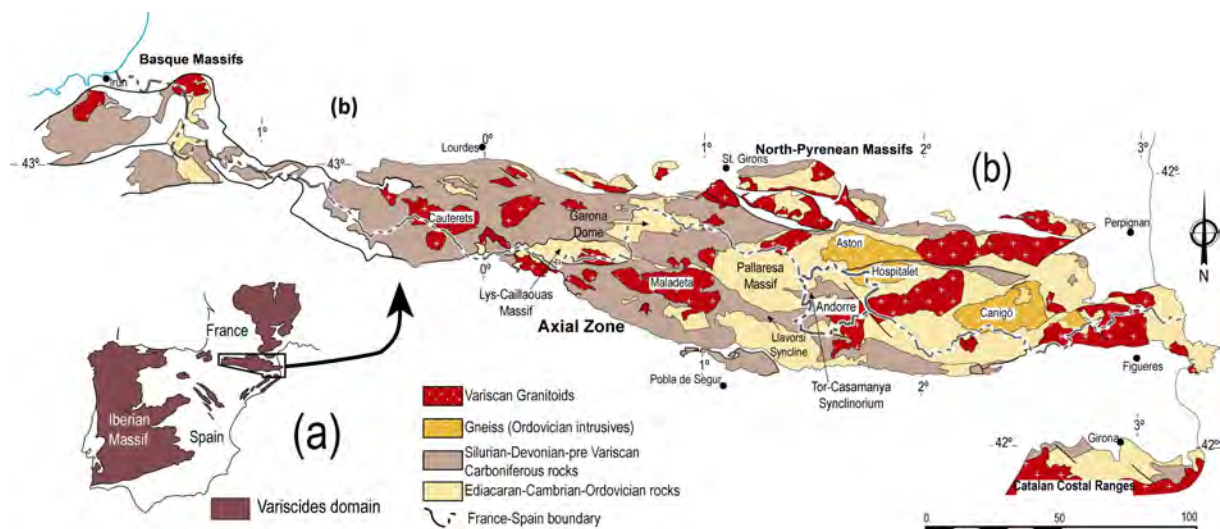 Basque Massifs
Irun
(b)
43º
1º
43º
Lourdes
0º
1º
North-Pyrenean Massifs
St. Girons
2º
(b)
3º
42º
Perpignan
N
Cauterets
Garona
Dome
0º
Lys-Caillaouas
Massif
Maladeta
Pallaresa
Massif
Aston
Hospitalet
Andorre
Canigó
Axial Zone
Llavorsi
Syncline
Tor-Casamanya
Synclinorium
1º
Pobla de Segur
2º
Figueres
France
Iberian
Massif
Spain
(a)
Variscides domain
Variscan Granitoids
Gneiss (Ordovician intrusives)
Silurian-Devonian-pre Variscan
Carboniferous rocks
Ediacaran-Cambrian-Ordovician rocks
France-Spain boundary
42º
Girona
3º
42º
Catalan Costal Ranges
0
50
100